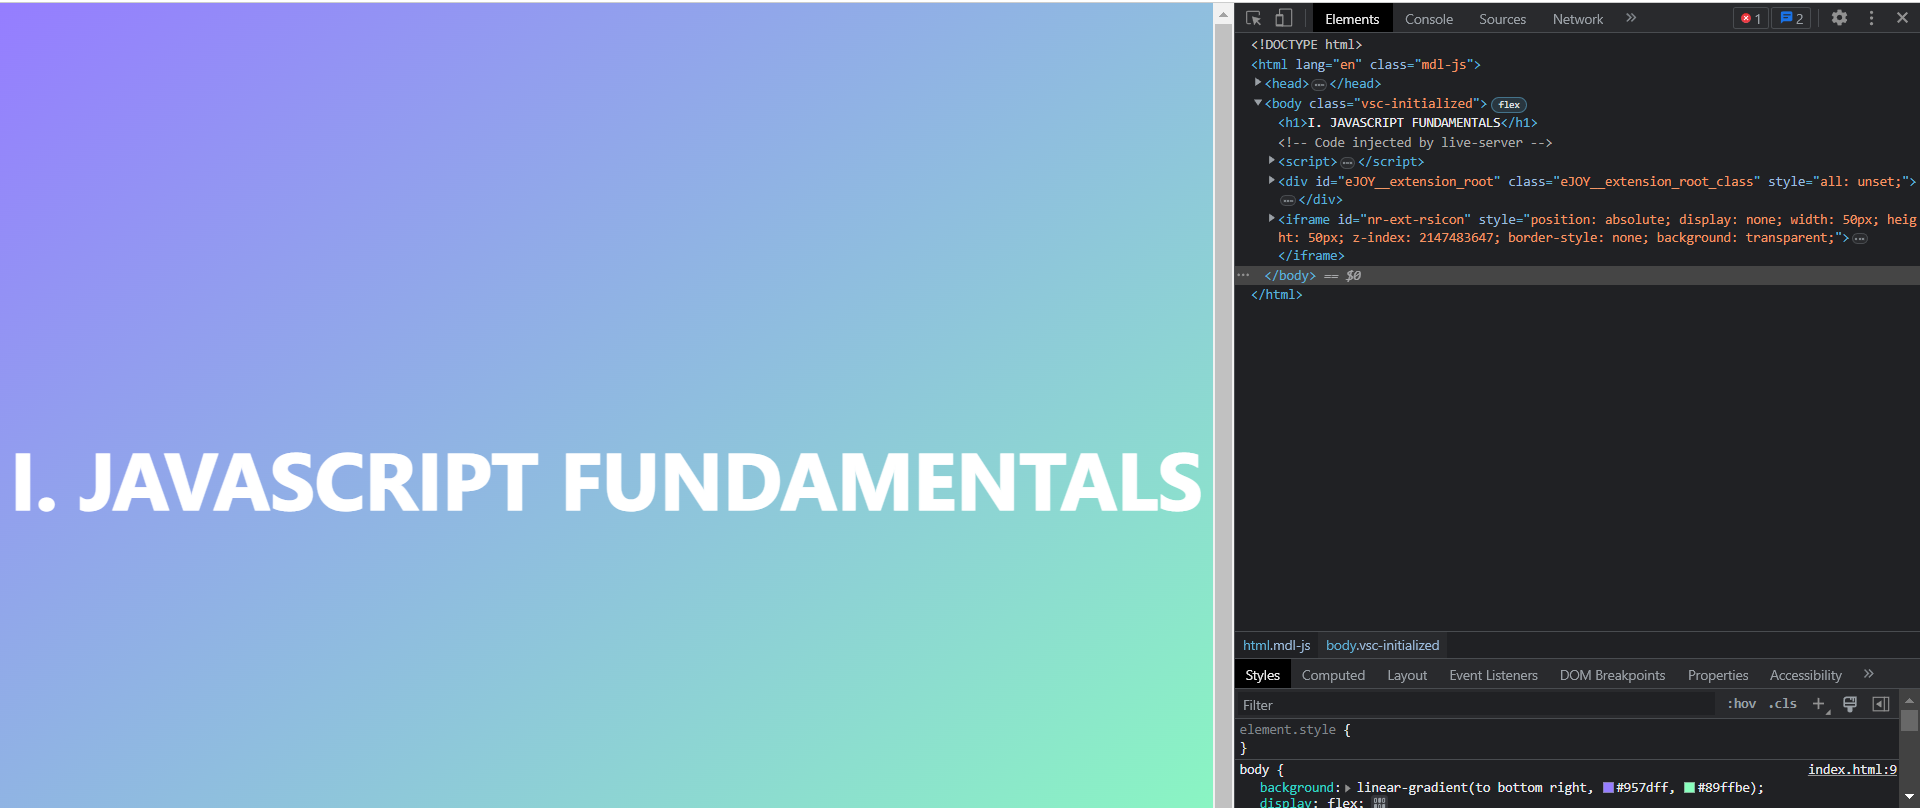 I. JAVASCRIPT FUNDAMENTALS
Elements Console Sources Network » 1 2
<!DOCTYPE html>
<html lang="en" class="mdl-js">
<head>…</head>
<body class="vsc-initialized"> flex
<h1>I. JAVASCRIPT FUNDAMENTALS</h1>
<!-- Code injected by live-server -->
<script>…</script>
<div id="eJOY__extension_root" class="eJOY__extension_root_class" style="all: unset;">
…</div>
<iframe id="nr-ext-rsicon" style="position: absolute; display: none; width: 50px; heig
ht: 50px; z-index: 2147483647; border-style: none; background: transparent;">…
</iframe>
… </body> == $0
</html>
html.mdl-js body.vsc-initialized
Styles Computed Layout Event Listeners DOM Breakpoints Properties Accessibility »
Filter :hov .cls +
element.style {
}
body { index.html:9
background: linear-gradient(to bottom right, #957dff, #89ffbe);
display: flex;